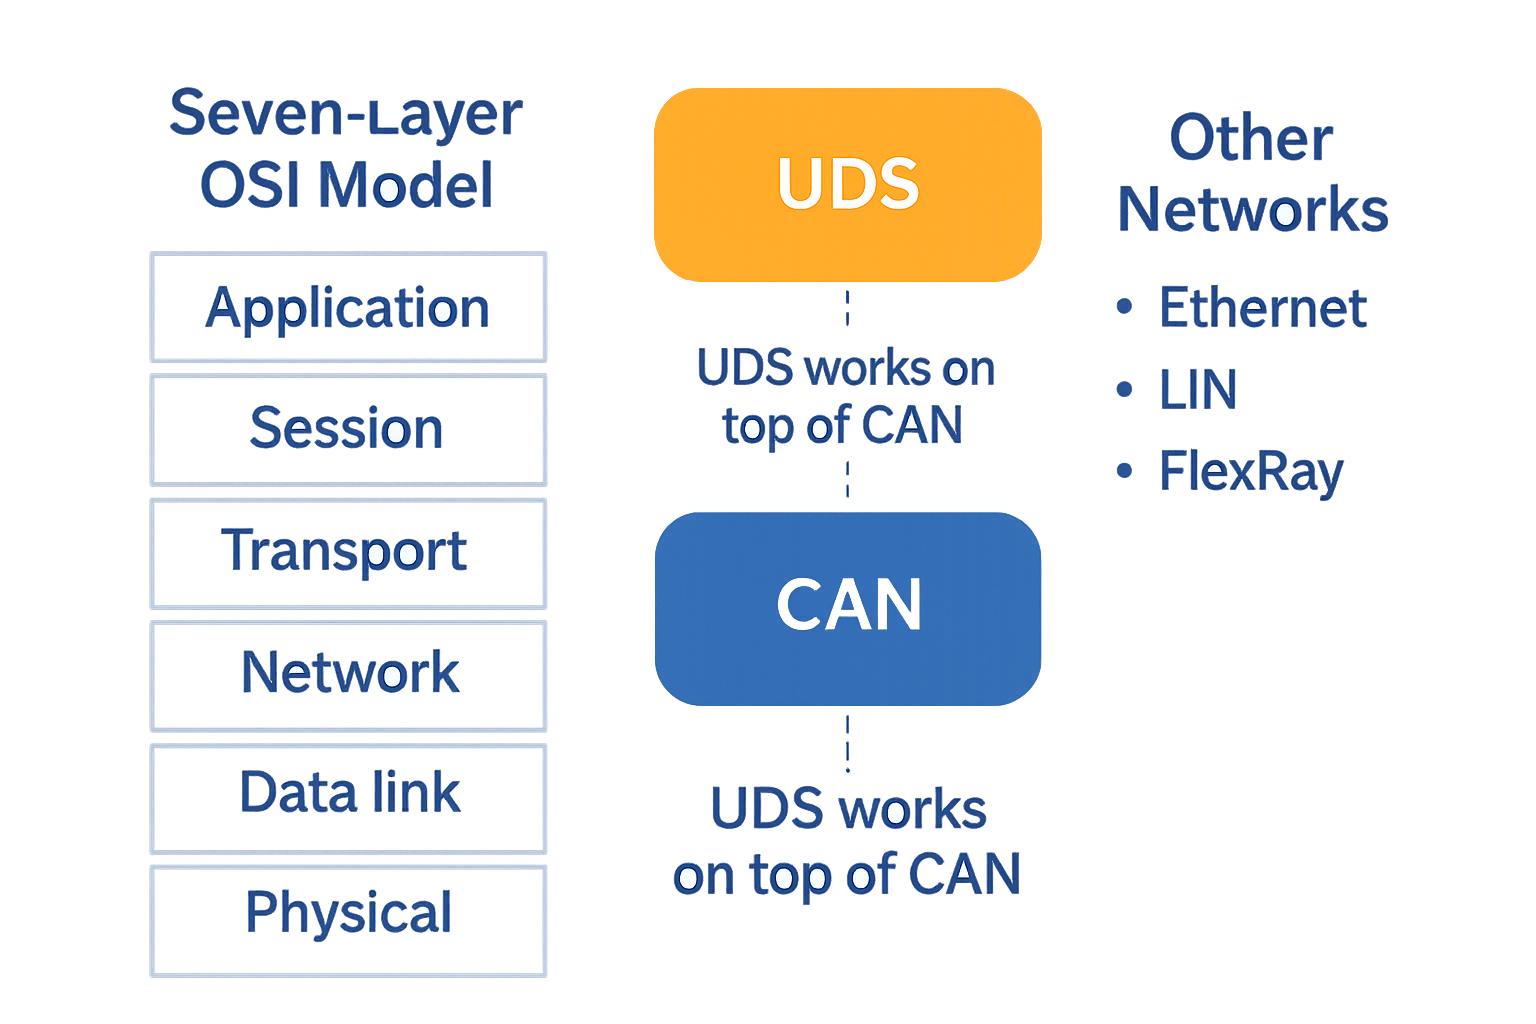 Seven-Layer
OSI Model
Application
Session
Transport
Network
Data link
Physical
UDS
UDS works on
top of CAN
CAN
UDS works
on top of CAN
Other
Networks
• Ethernet
• LIN
• FlexRay